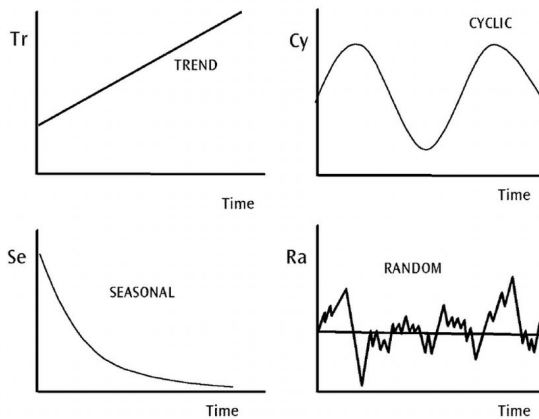 Tr
TREND
Time
Cy
CYCLIC
Time
Se
SEASONAL
Time
Ra
RANDOM
Time